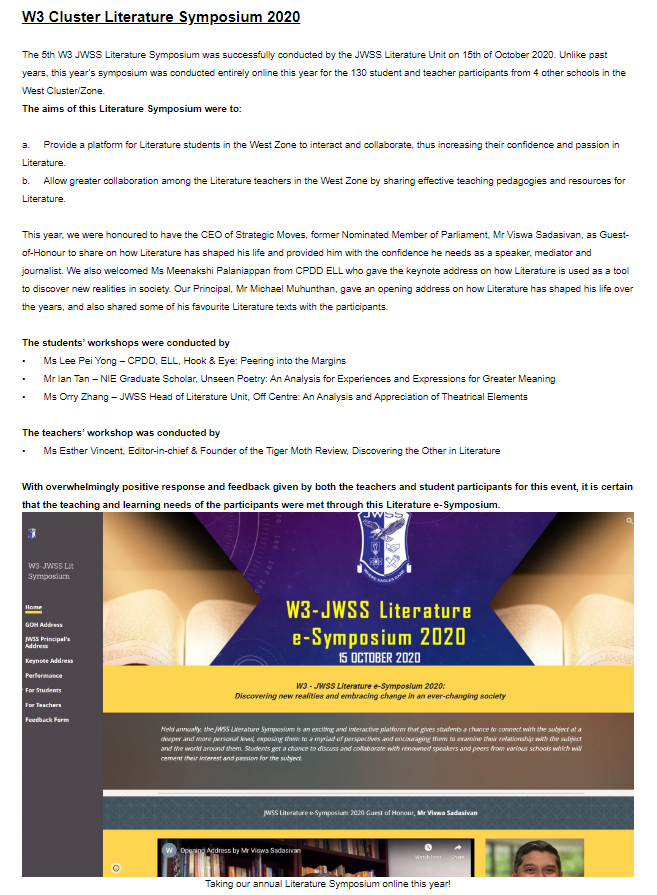 W3 Cluster Literature Symposium 2020
The 5th W3 JWSS Literature Symposium was successfully conducted by the JWSS Literature Unit on 15th of October 2020. Unlike past
years, this year's symposium was conducted entirely online this year for the 130 student and teacher participants from 4 other schools in the
West Cluster/Zone.
The aims of this Literature Symposium were to:
a. Provide a platform for Literature students in the West Zone to interact and collaborate, thus increasing their confidence and passion in
Literature.
b. Allow greater collaboration among the Literature teachers in the West Zone by sharing effective teaching pedagogies and resources for
Literature.
This year, we were honoured to have the CEO of Strategic Moves, former Nominated Member of Parliament, Mr Viswa Sadasivan, as Guest-
of-Honour to share on how Literature has shaped his life and provided him with the confidence he needs as a speaker, mediator and
journalist. We also welcomed Ms Meenakshi Palaniappan from CPDD ELL who gave the keynote address on how Literature is used as a tool
to discover new realities in society. Our Principal, Mr Michael Muhunthan, gave an opening address on how Literature has shaped his life over
the years, and also shared some of his favourite Literature texts with the participants.
The students' workshops were conducted by
• Ms Lee Pei Yong – CPDD, ELL, Hook & Eye: Peering into the Margins
• Mr Ian Tan – NIE Graduate Scholar, Unseen Poetry: An Analysis for Experiences and Expressions for Greater Meaning
• Ms Orry Zhang – JWSS Head of Literature Unit, Off Centre: An Analysis and Appreciation of Theatrical Elements
The teachers' workshop was conducted by
• Ms Esther Vincent, Editor-in-chief & Founder of the Tiger Moth Review, Discovering the Other in Literature
With overwhelmingly positive response and feedback given by both the teachers and student participants for this event, it is certain
that the teaching and learning needs of the participants were met through this Literature e-Symposium.
W3-JWSS Lit
Symposium
Home
GOH Address
JWSS Principal's
Address
Keynote Address
Performance
For Students
For Teachers
Feedback Form
JWSS
W3-JWSS Literature
e-Symposium 2020
15 OCTOBER 2020
W3 - JWSS Literature e-Symposium 2020:
Discovering new realities and embracing change in an ever-changing society
Held annually, the JWSS Literature Symposium is an exciting and interactive platform that gives students a chance to connect with the subject at a
deeper and more personal level, exposing them to a myriad of perspectives and encouraging them to examine their relationship with the subject
and the world around them. Students get a chance to discuss and collaborate with renowned speakers and peers from various schools which will
cement their interest and passion for the subject.
JWSS Literature e-Symposium 2020 Guest of Honour, Mr Viswa Sadasivan
W Opening Address by Mr Viswa Sadasivan
Watch later Share
Taking our annual Literature Symposium online this year!